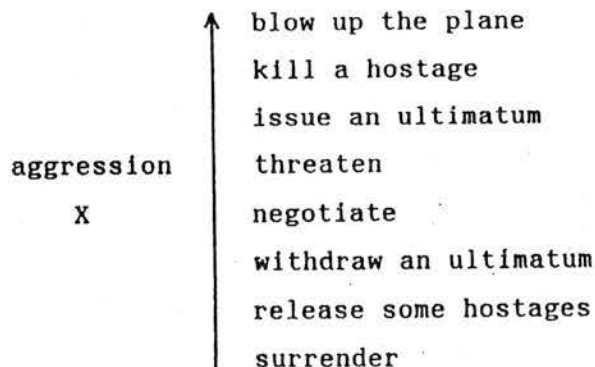 blow up the plane
kill a hostage
issue an ultimatum
aggression threaten
X negotiate
withdraw an ultimatum
release some hostages
surrender